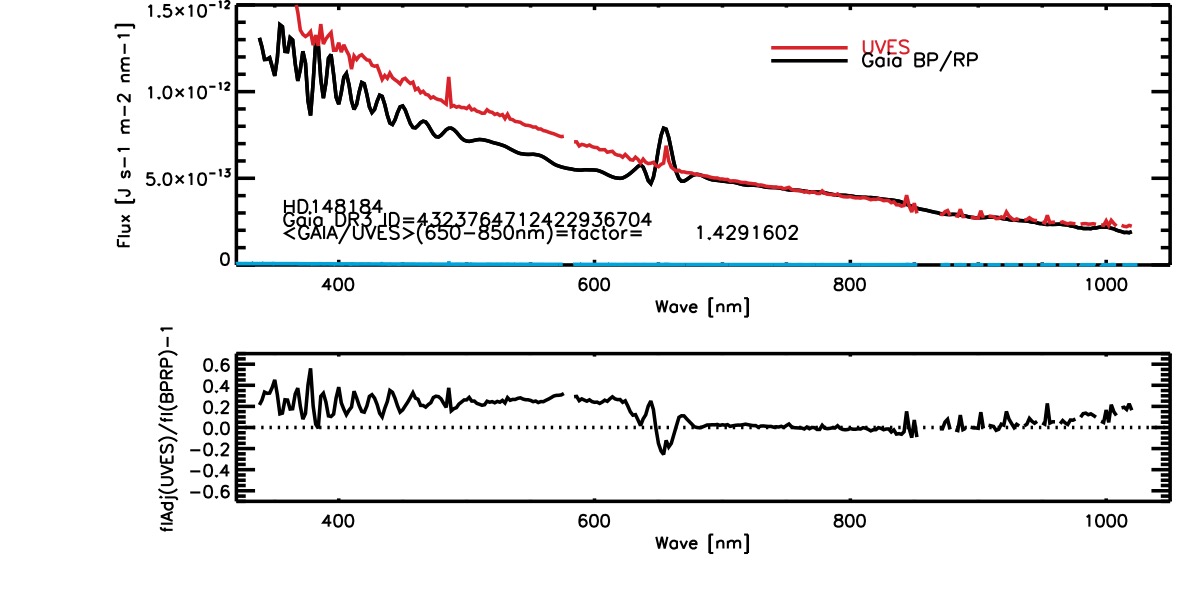 1.5×10−12
1.0×10−12
5.0×10−13
0
Flux [J s−1 m−2 nm−1]
UVES
Gaia BP/RP
HD148184
Gaia DR3 ID=4323764712422936704
<GAIA/UVES>(650−850nm)=factor= 1.4291602
400 600 800 1000
Wave [nm]
flAdj(UVES)/fl(BPRP)−1
0.6
0.4
0.2
0.0
−0.2
−0.4
−0.6
400 600 800 1000
Wave [nm]